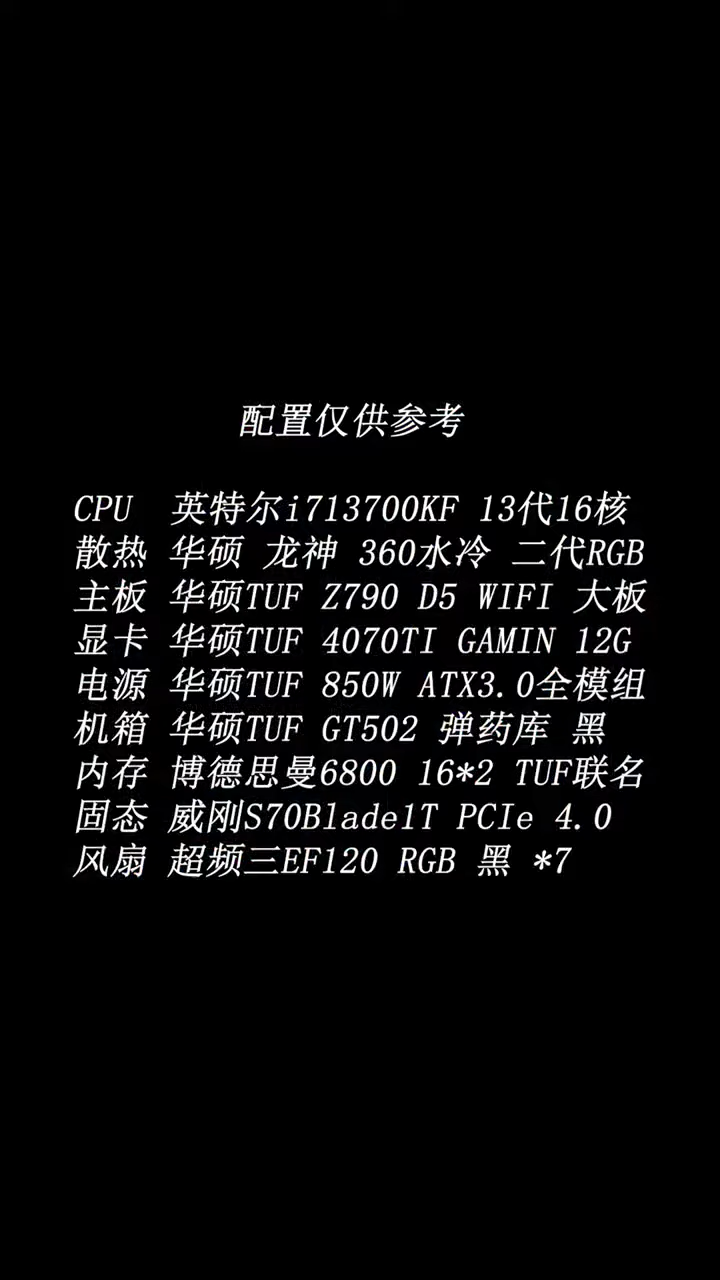 配置仅供参考
CPU 英特尔i713700KF 13代16核
散热 华硕 龙神 360水冷 二代RGB
主板 华硕TUF Z790 D5 WIFI 大板
显卡 华硕TUF 4070TI GAMIN 12G
电源 华硕TUF 850W ATX3.0全模组
机箱 华硕TUF GT502 弹药库 黑
内存 博德思曼6800 16*2 TUF联名
固态 威刚S70Blade1T PCIe 4.0
风扇 超频三EF120 RGB 黑 *7